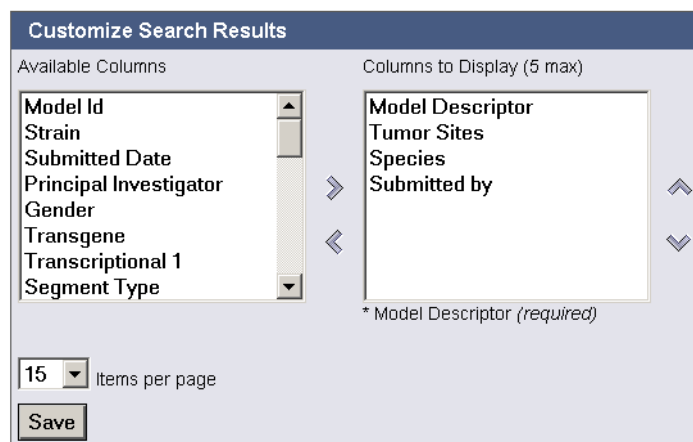 Customize Search Results
Available Columns
Columns to Display (5 max)
Model Id
Strain
Submitted Date
Principal Investigator
Gender
Transgene
Transcriptional 1
Segment Type
Model Descriptor
Tumor Sites
Species
Submitted by
* Model Descriptor (required)
15 Items per page
Save